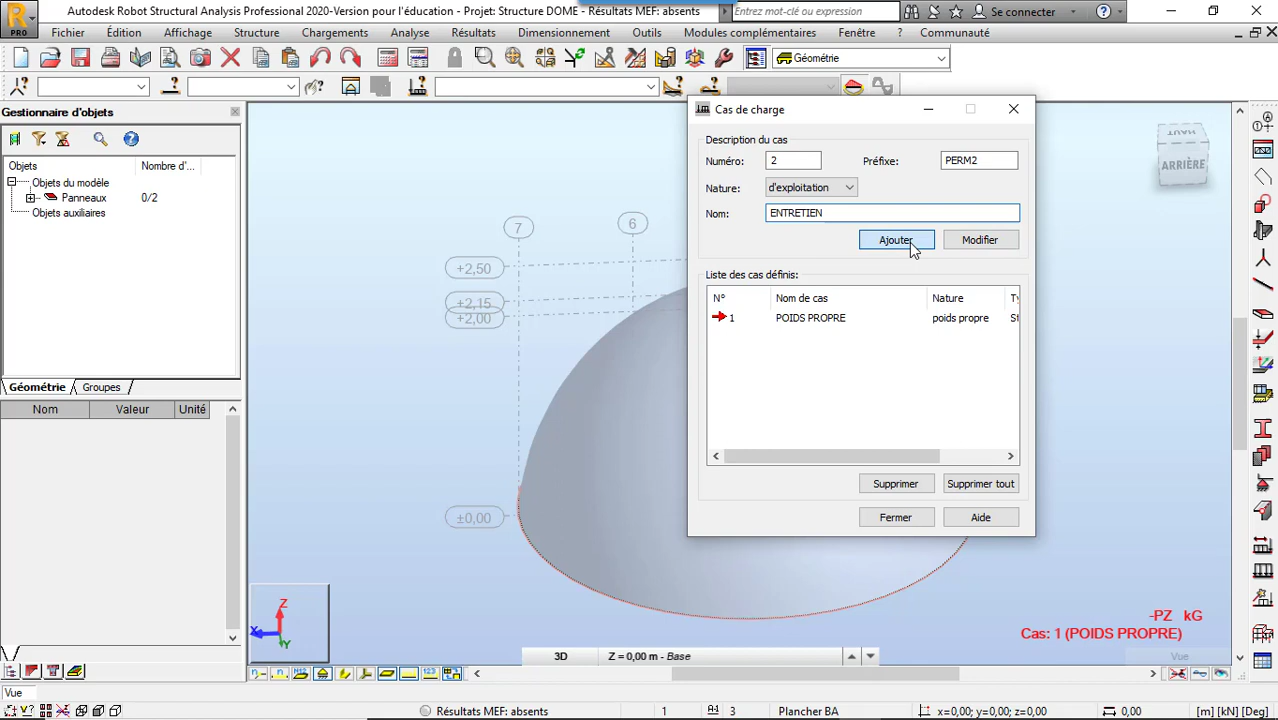 Autodesk Robot Structural Analysis Professional 2020-Version pour l'éducation - Projet: Structure DOME - Résultats MEF: absents
Entrez mot-clé ou expression
Se connecter
PRO
Fichier Édition Affichage Structure Chargements Analyse Résultats Dimensionnement Outils Modules complémentaires Fenêtre ? Communauté
Géométrie
Gestionnaire d'objets
Objets Nombre d'...
Objets du modèle
Panneaux 0/2
Objets auxiliaires
Géométrie Groupes
Nom Valeur Unité
7 6
+2,50
+2,15
+2,00
±0,00
ARRIÈRE
Cas de charge
Description du cas
Numéro: 2 Préfixe: PERM2
Nature: d'exploitation
Nom: ENTRETIEN
Ajouter Modifier
Liste des cas définis:
N° Nom de cas Nature
1 POIDS PROPRE poids propre
Supprimer Supprimer tout
Fermer Aide
Z
X
Y
-PZ kG
Cas: 1 (POIDS PROPRE)
3D Z = 0,00 m - Base
Vue
Vue
Résultats MEF: absents 1 3 Plancher BA x=0,00; y=0,00; z=0,00 0,00 [m] [kN] [Deg]